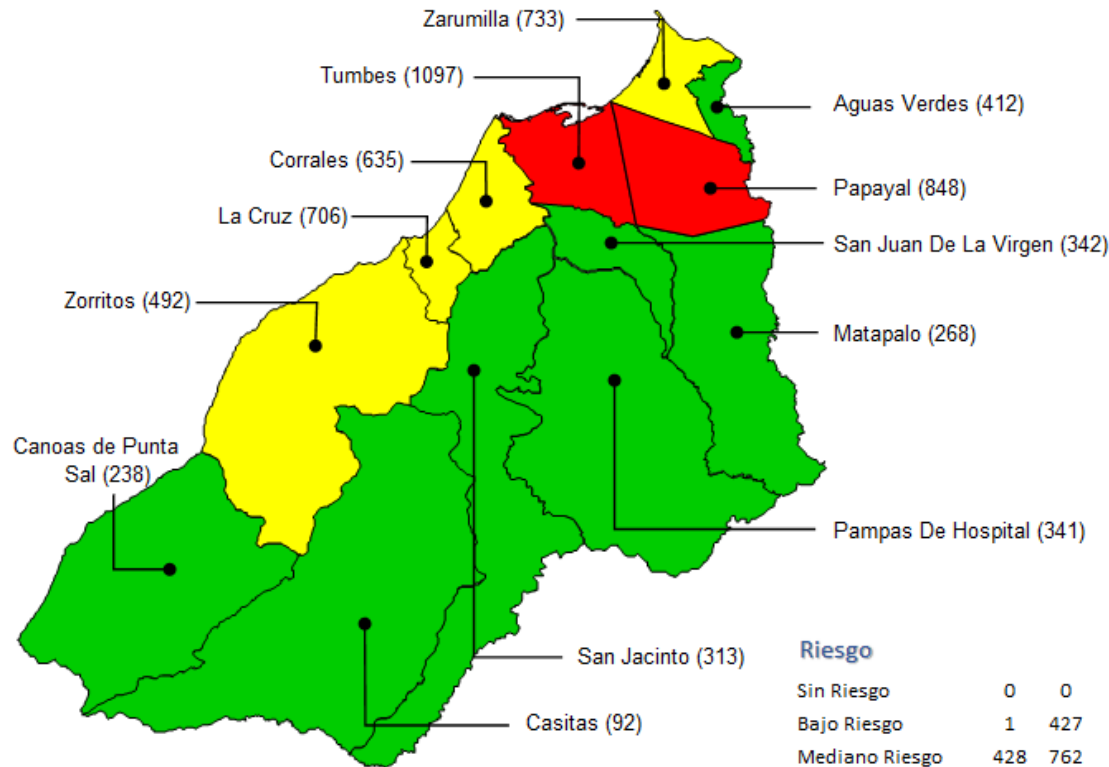 Zarumilla (733)
Tumbes (1097)
Aguas Verdes (412)
Corrales (635)
Papayal (848)
La Cruz (706)
San Juan De La Virgen (342)
Zorritos (492)
Matapalo (268)
Canoas de Punta
Sal (238)
Pampas De Hospital (341)
San Jacinto (313)
Casitas (92)
Riesgo
Sin Riesgo 0 0
Bajo Riesgo 1 427
Mediano Riesgo 428 762